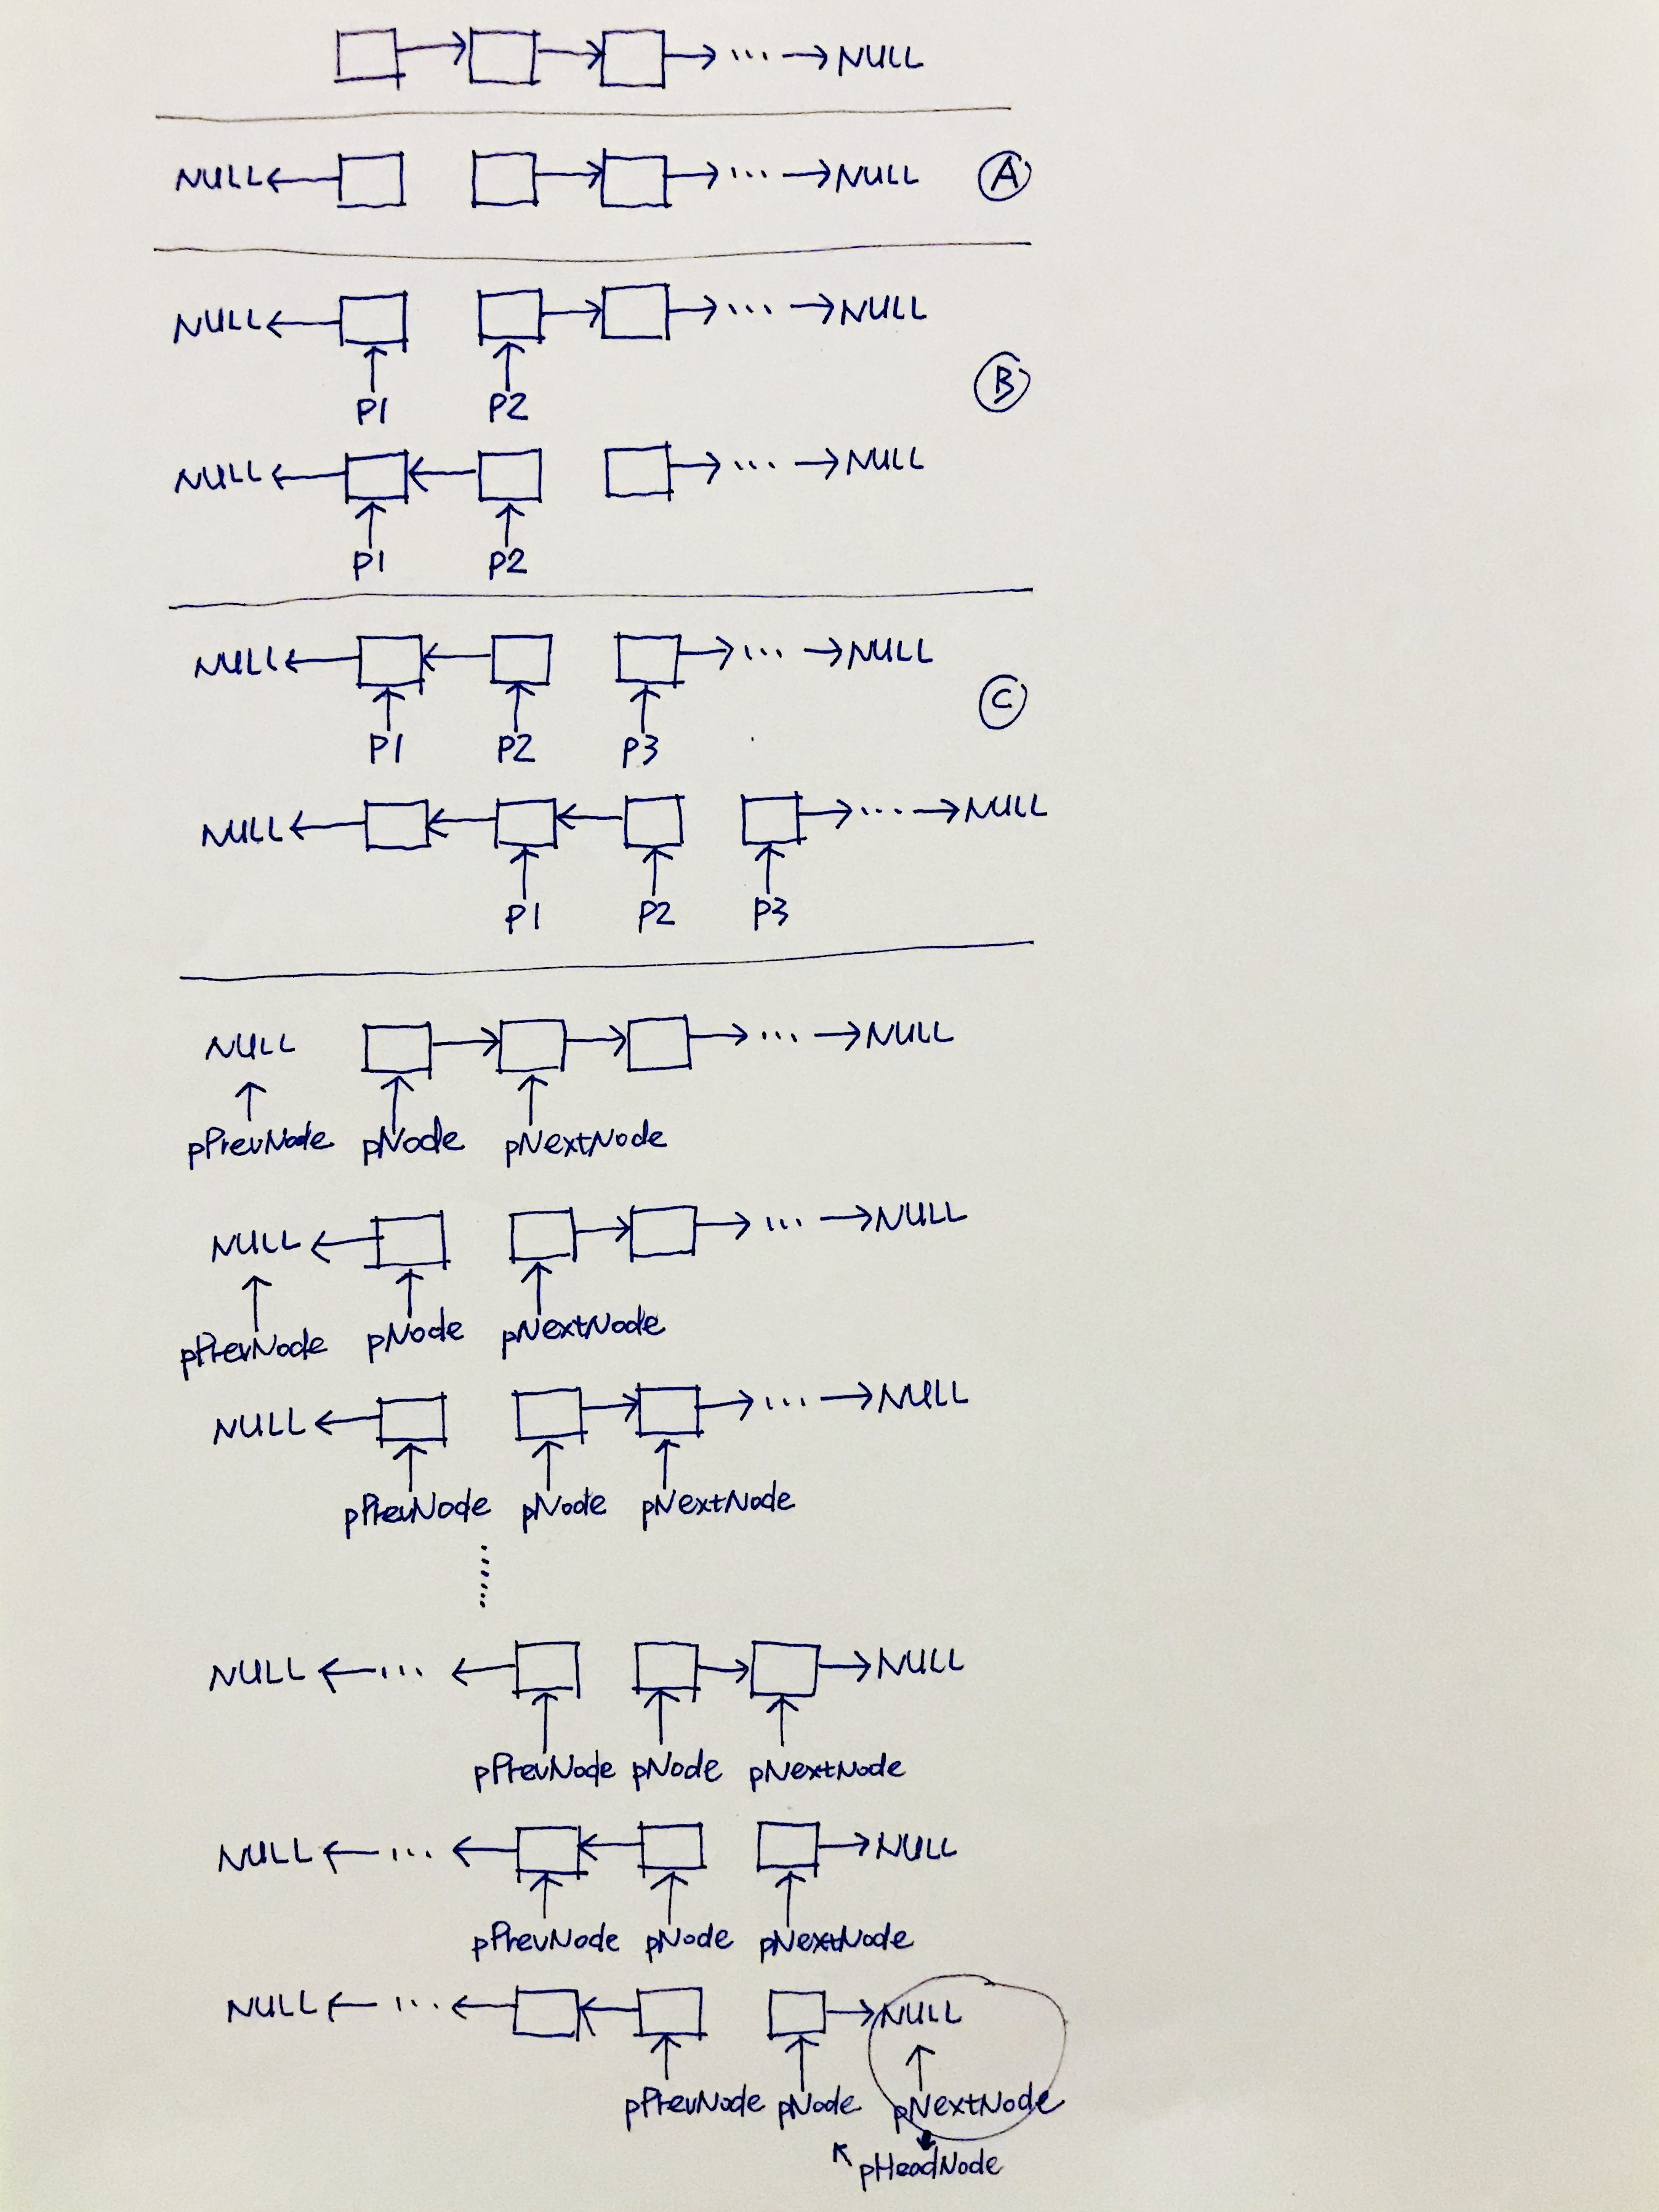 ... NULL
NULL ... NULL A
NULL ... NULL
B
P1 P2
NULL ... NULL
P1 P2
NULL ... NULL
C
P1 P2 P3
NULL ... NULL
P1 P2 P3
NULL ... NULL
pPrevNode pNode pNextNode
NULL ... NULL
pPrevNode pNode pNextNode
NULL ... NULL
pPrevNode pNode pNextNode
......
NULL ... NULL
pPrevNode pNode pNextNode
NULL ... NULL
pPrevNode pNode pNextNode
NULL ... NULL
pPrevNode pNode pNextNode
pHeadNode